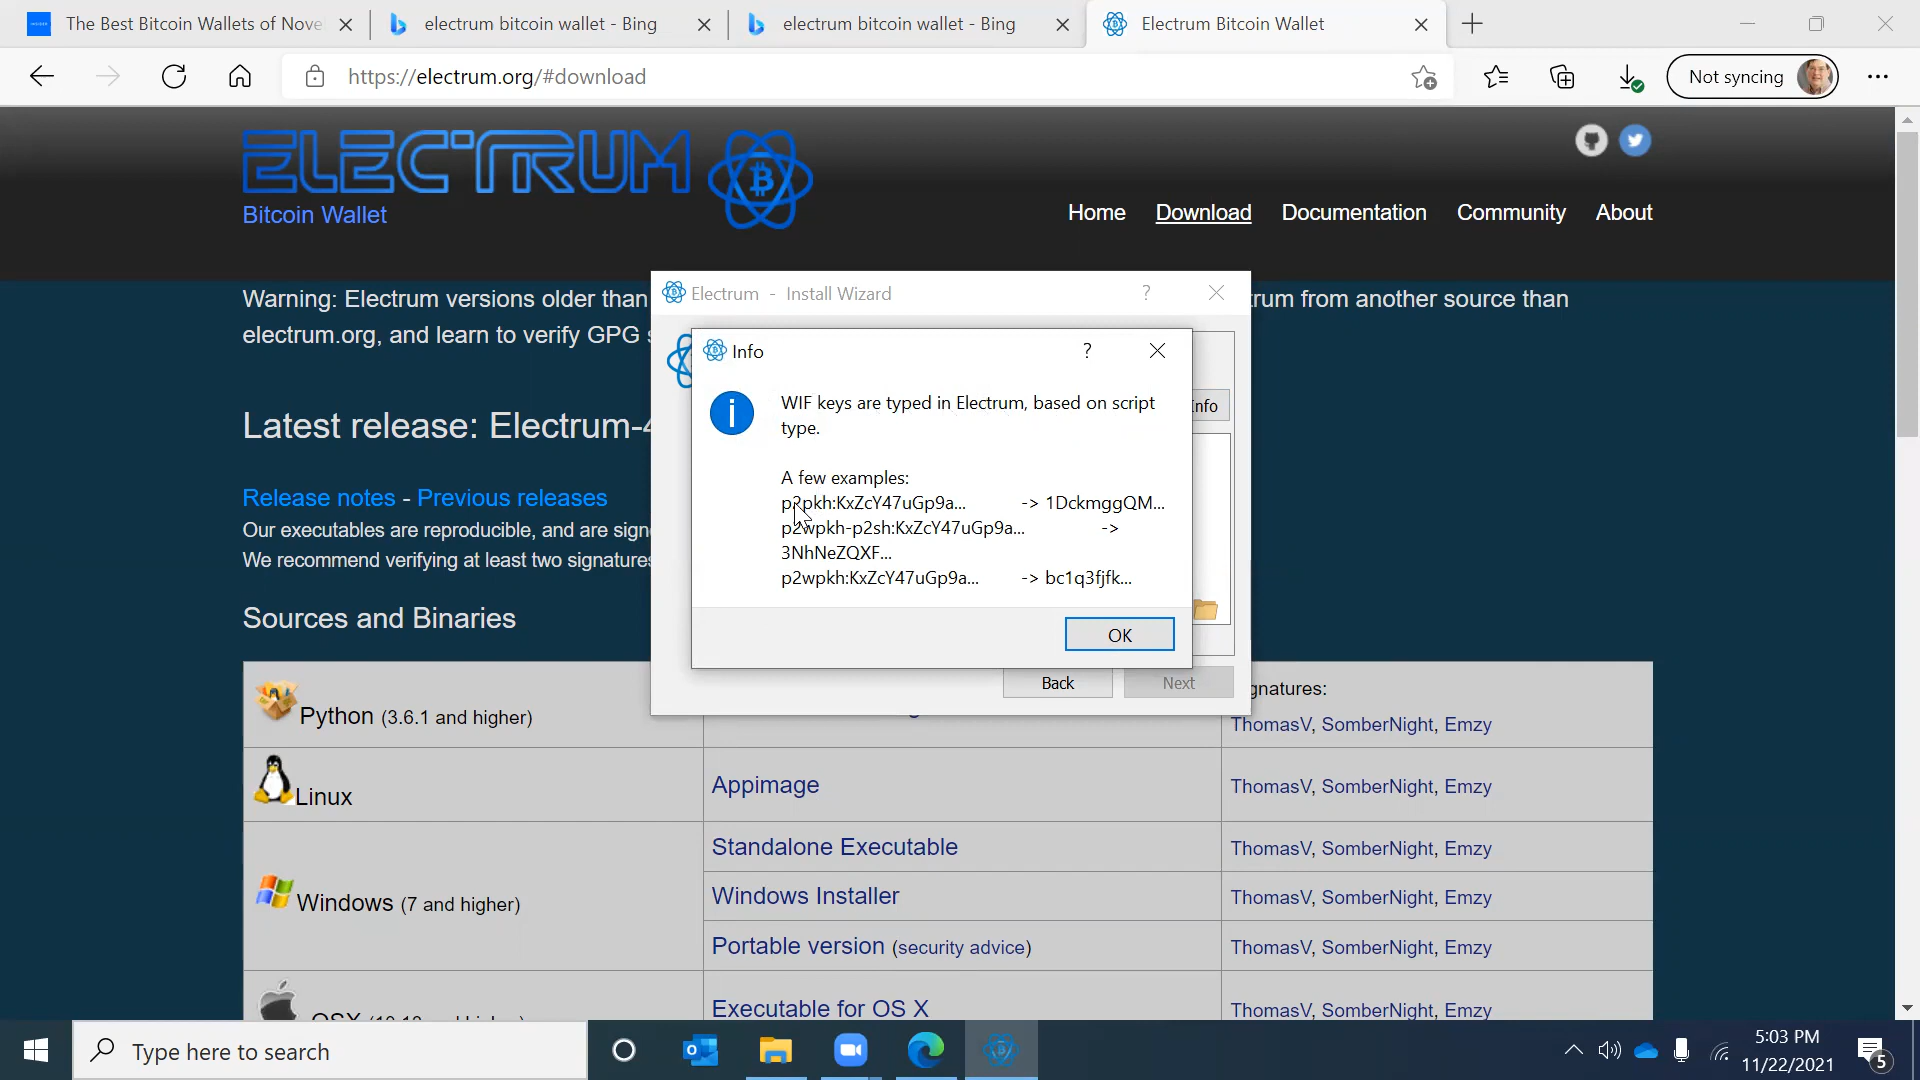 The Best Bitcoin Wallets of Nove
electrum bitcoin wallet - Bing
electrum bitcoin wallet - Bing
Electrum Bitcoin Wallet
https://electrum.org/#download
Not syncing
ELECTRUM
Bitcoin Wallet
Home Download Documentation Community About
Warning: Electrum versions older than
trum from another source than
electrum.org, and learn to verify GPG s
Latest release: Electrum-4
Release notes - Previous releases
Our executables are reproducible, and are sign
We recommend verifying at least two signatures
Sources and Binaries
Electrum - Install Wizard
?
Info
?
WIF keys are typed in Electrum, based on script
type.
A few examples:
p2pkh:KxZcY47uGp9a... -> 1DckmggQM...
p2wpkh-p2sh:KxZcY47uGp9a... ->
3NhNeZQXF...
p2wpkh:KxZcY47uGp9a... -> bc1q3fjfk...
OK
Info
Back
Next
gnatures:
Python (3.6.1 and higher)
ThomasV, SomberNight, Emzy
Linux
Appimage
ThomasV, SomberNight, Emzy
Windows (7 and higher)
Standalone Executable
ThomasV, SomberNight, Emzy
Windows Installer
ThomasV, SomberNight, Emzy
Portable version (security advice)
ThomasV, SomberNight, Emzy
Executable for OS X
ThomasV, SomberNight, Emzy
Type here to search
5:03 PM
11/22/2021
5